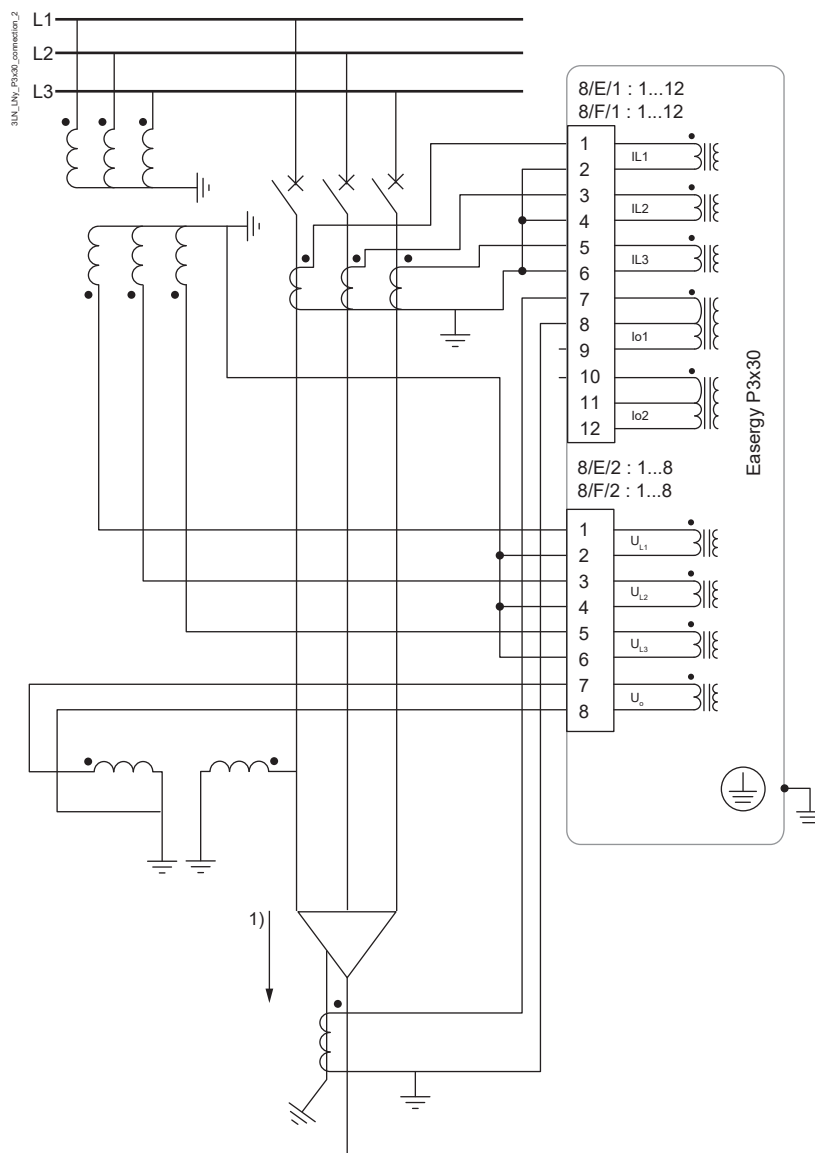 3LN_LNy_P3x30_connection_2
L1
L2
L3
8/E/1 : 1...12
8/F/1 : 1...12
1
2
3
4
5
6
7
8
9
10
11
12
IL1
IL2
IL3
Io1
Io2
Easergy P3x30
8/E/2 : 1...8
8/F/2 : 1...8
1
2
3
4
5
6
7
8
UL1
UL2
UL3
Uo
1)